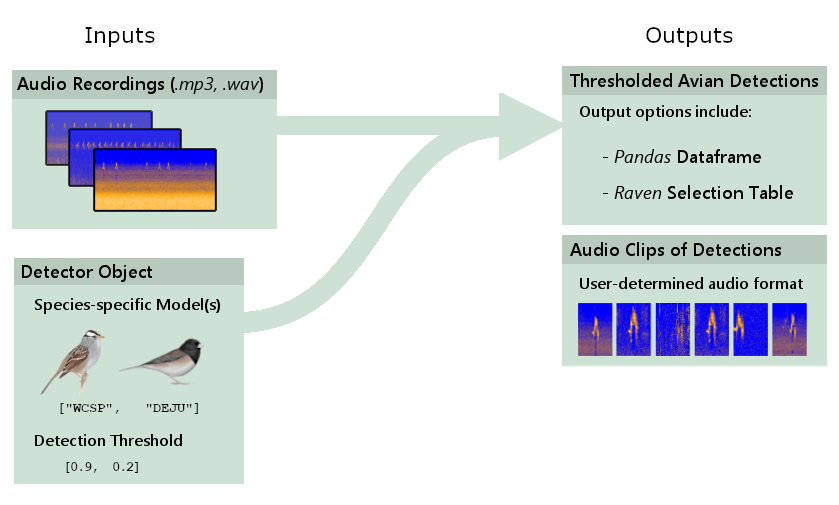 Inputs
Audio Recordings (.mp3, .wav)
Detector Object
Species-specific Model(s)
["WCSP", "DEJU"]
Detection Threshold
[0.9, 0.2]
Outputs
Thresholded Avian Detections
Output options include:
- Pandas Dataframe
- Raven Selection Table
Audio Clips of Detections
User-determined audio format